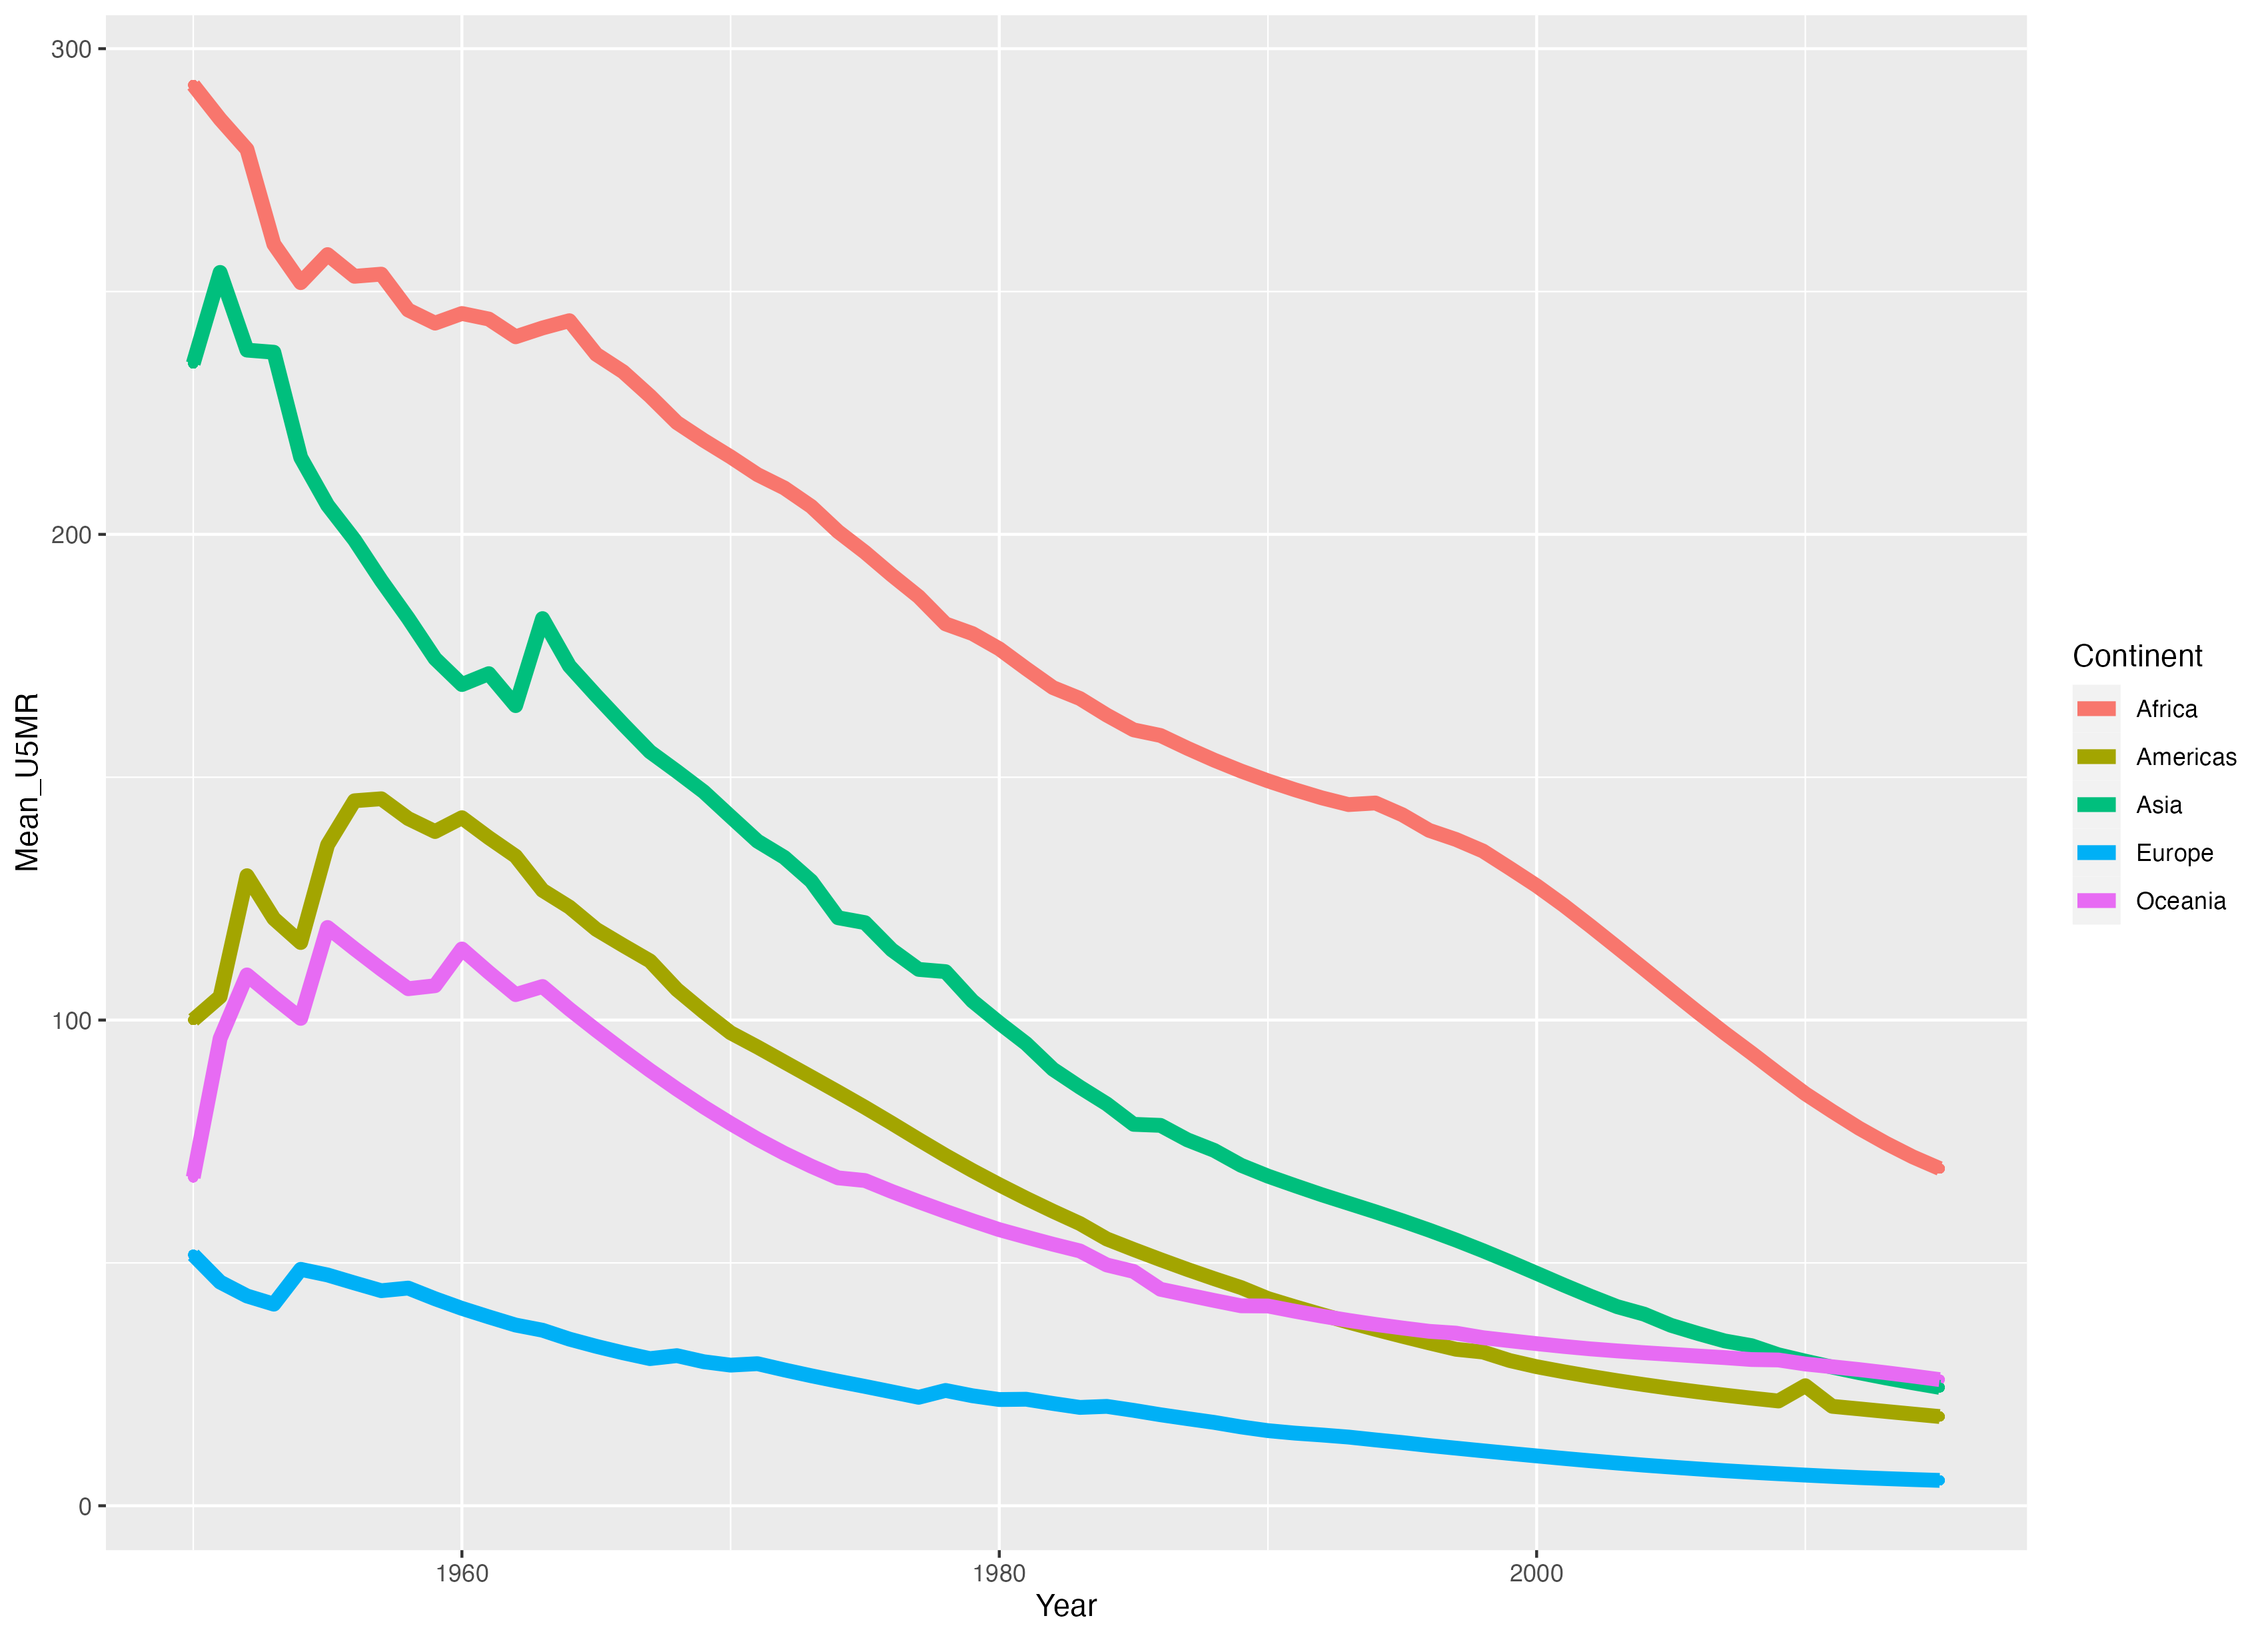 300
200
100
0
Mean_U5MR
1960
1980
2000
Year
Continent
Africa
Americas
Asia
Europe
Oceania